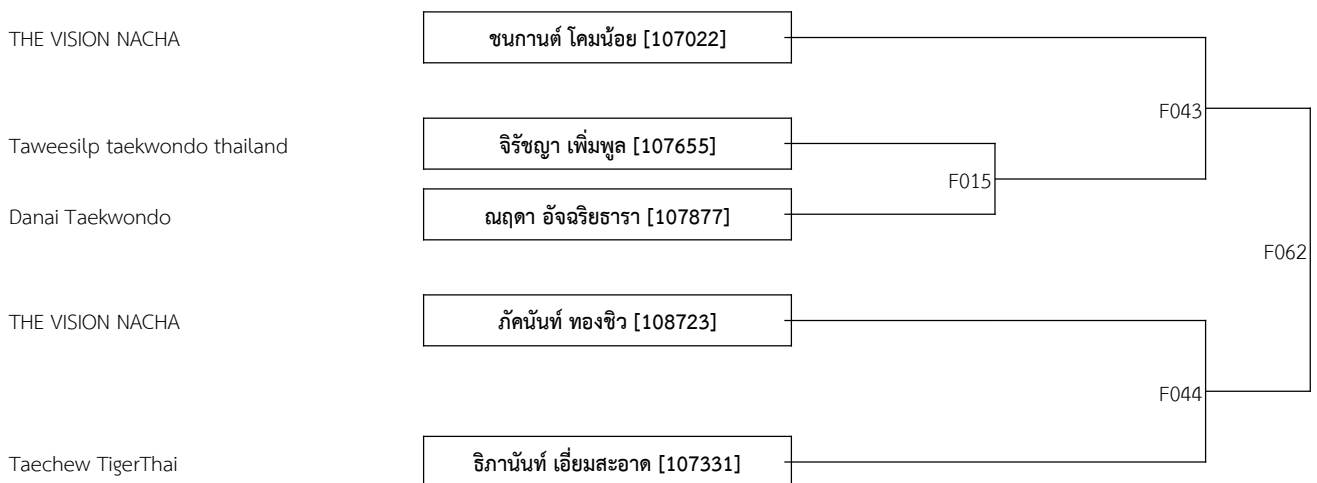 THE VISION NACHA
ชนกานต์ โคมน้อย [107022]
F043
Taweesilp taekwondo thailand
จิรัชญา เพิ่มพูล [107655]
F015
Danai Taekwondo
ณฤดา อัจฉริยธารา [107877]
F062
THE VISION NACHA
ภัคนันท์ ทองชิว [108723]
F044
Taechew TigerThai
ธิภานันท์ เอี่ยมสะอาด [107331]